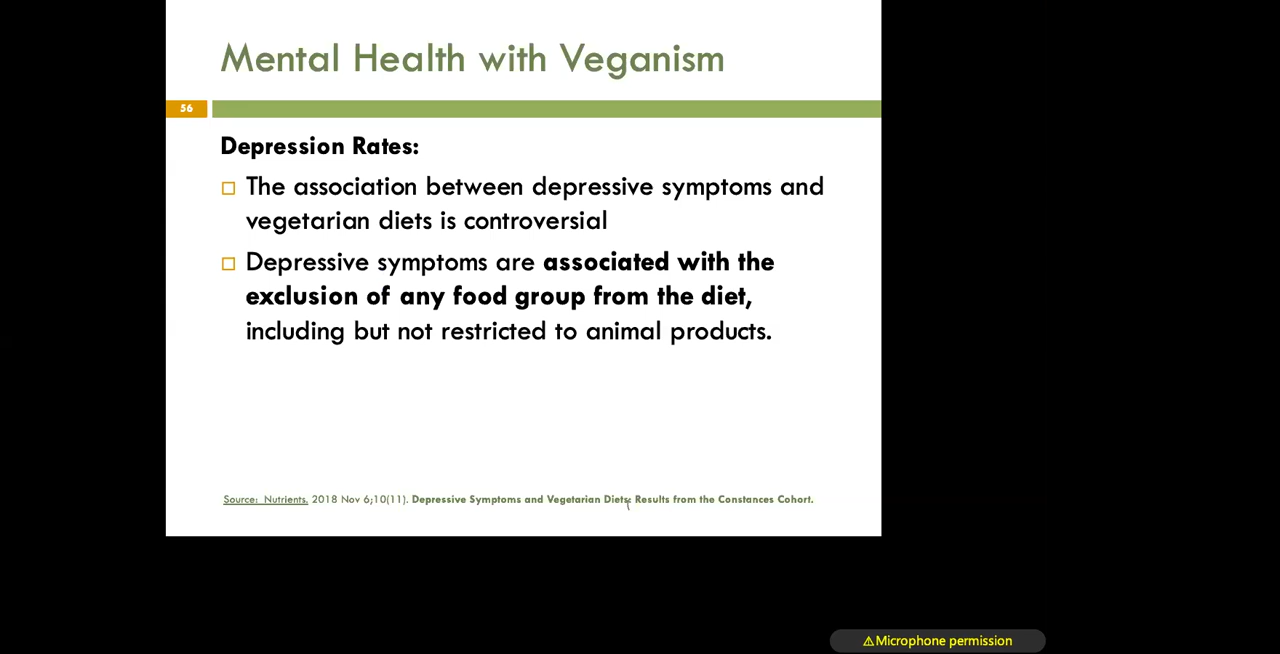 Mental Health with Veganism
56
Depression Rates:
The association between depressive symptoms and
vegetarian diets is controversial
Depressive symptoms are associated with the
exclusion of any food group from the diet,
including but not restricted to animal products.
Source: Nutrients. 2018 Nov 6;10(11). Depressive Symptoms and Vegetarian Diets: Results from the Constances Cohort.
⚠Microphone permission